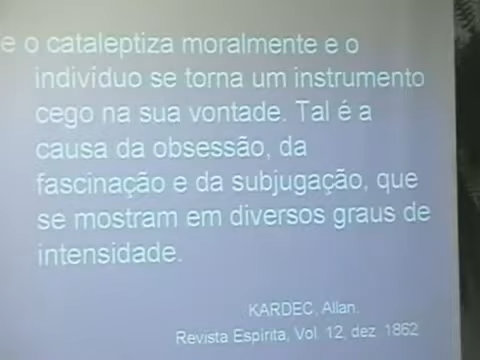 e o cataleptiza moralmente e o
indivíduo se torna um instrumento
cego na sua vontade. Tal é a
causa da obsessão, da
fascinação e da subjugação, que
se mostram em diversos graus de
intensidade.
KARDEC, Allan.
Revista Espírita, Vol. 12, dez 1862